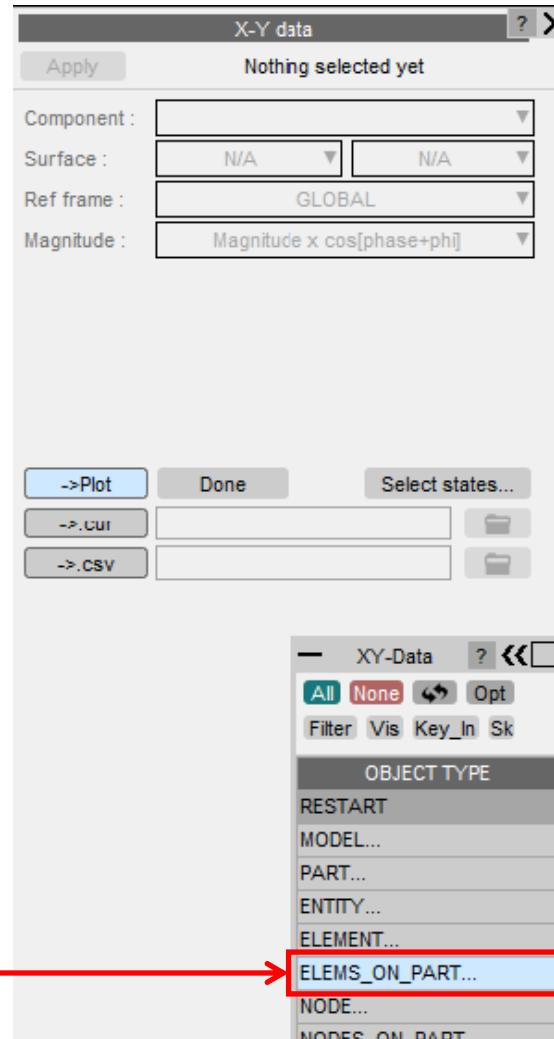 X-Y data ?
Apply Nothing selected yet
Component :
Surface : N/A N/A
Ref frame : GLOBAL
Magnitude : Magnitude x cos[phase+phi]
->Plot Done Select states...
->.cur
->.csv
XY-Data ?
All None Opt
Filter Vis Key_In Sk
OBJECT TYPE
RESTART
MODEL...
PART...
ENTITY...
ELEMENT...
ELEMS_ON_PART...
NODE...
NODES_ON_PART